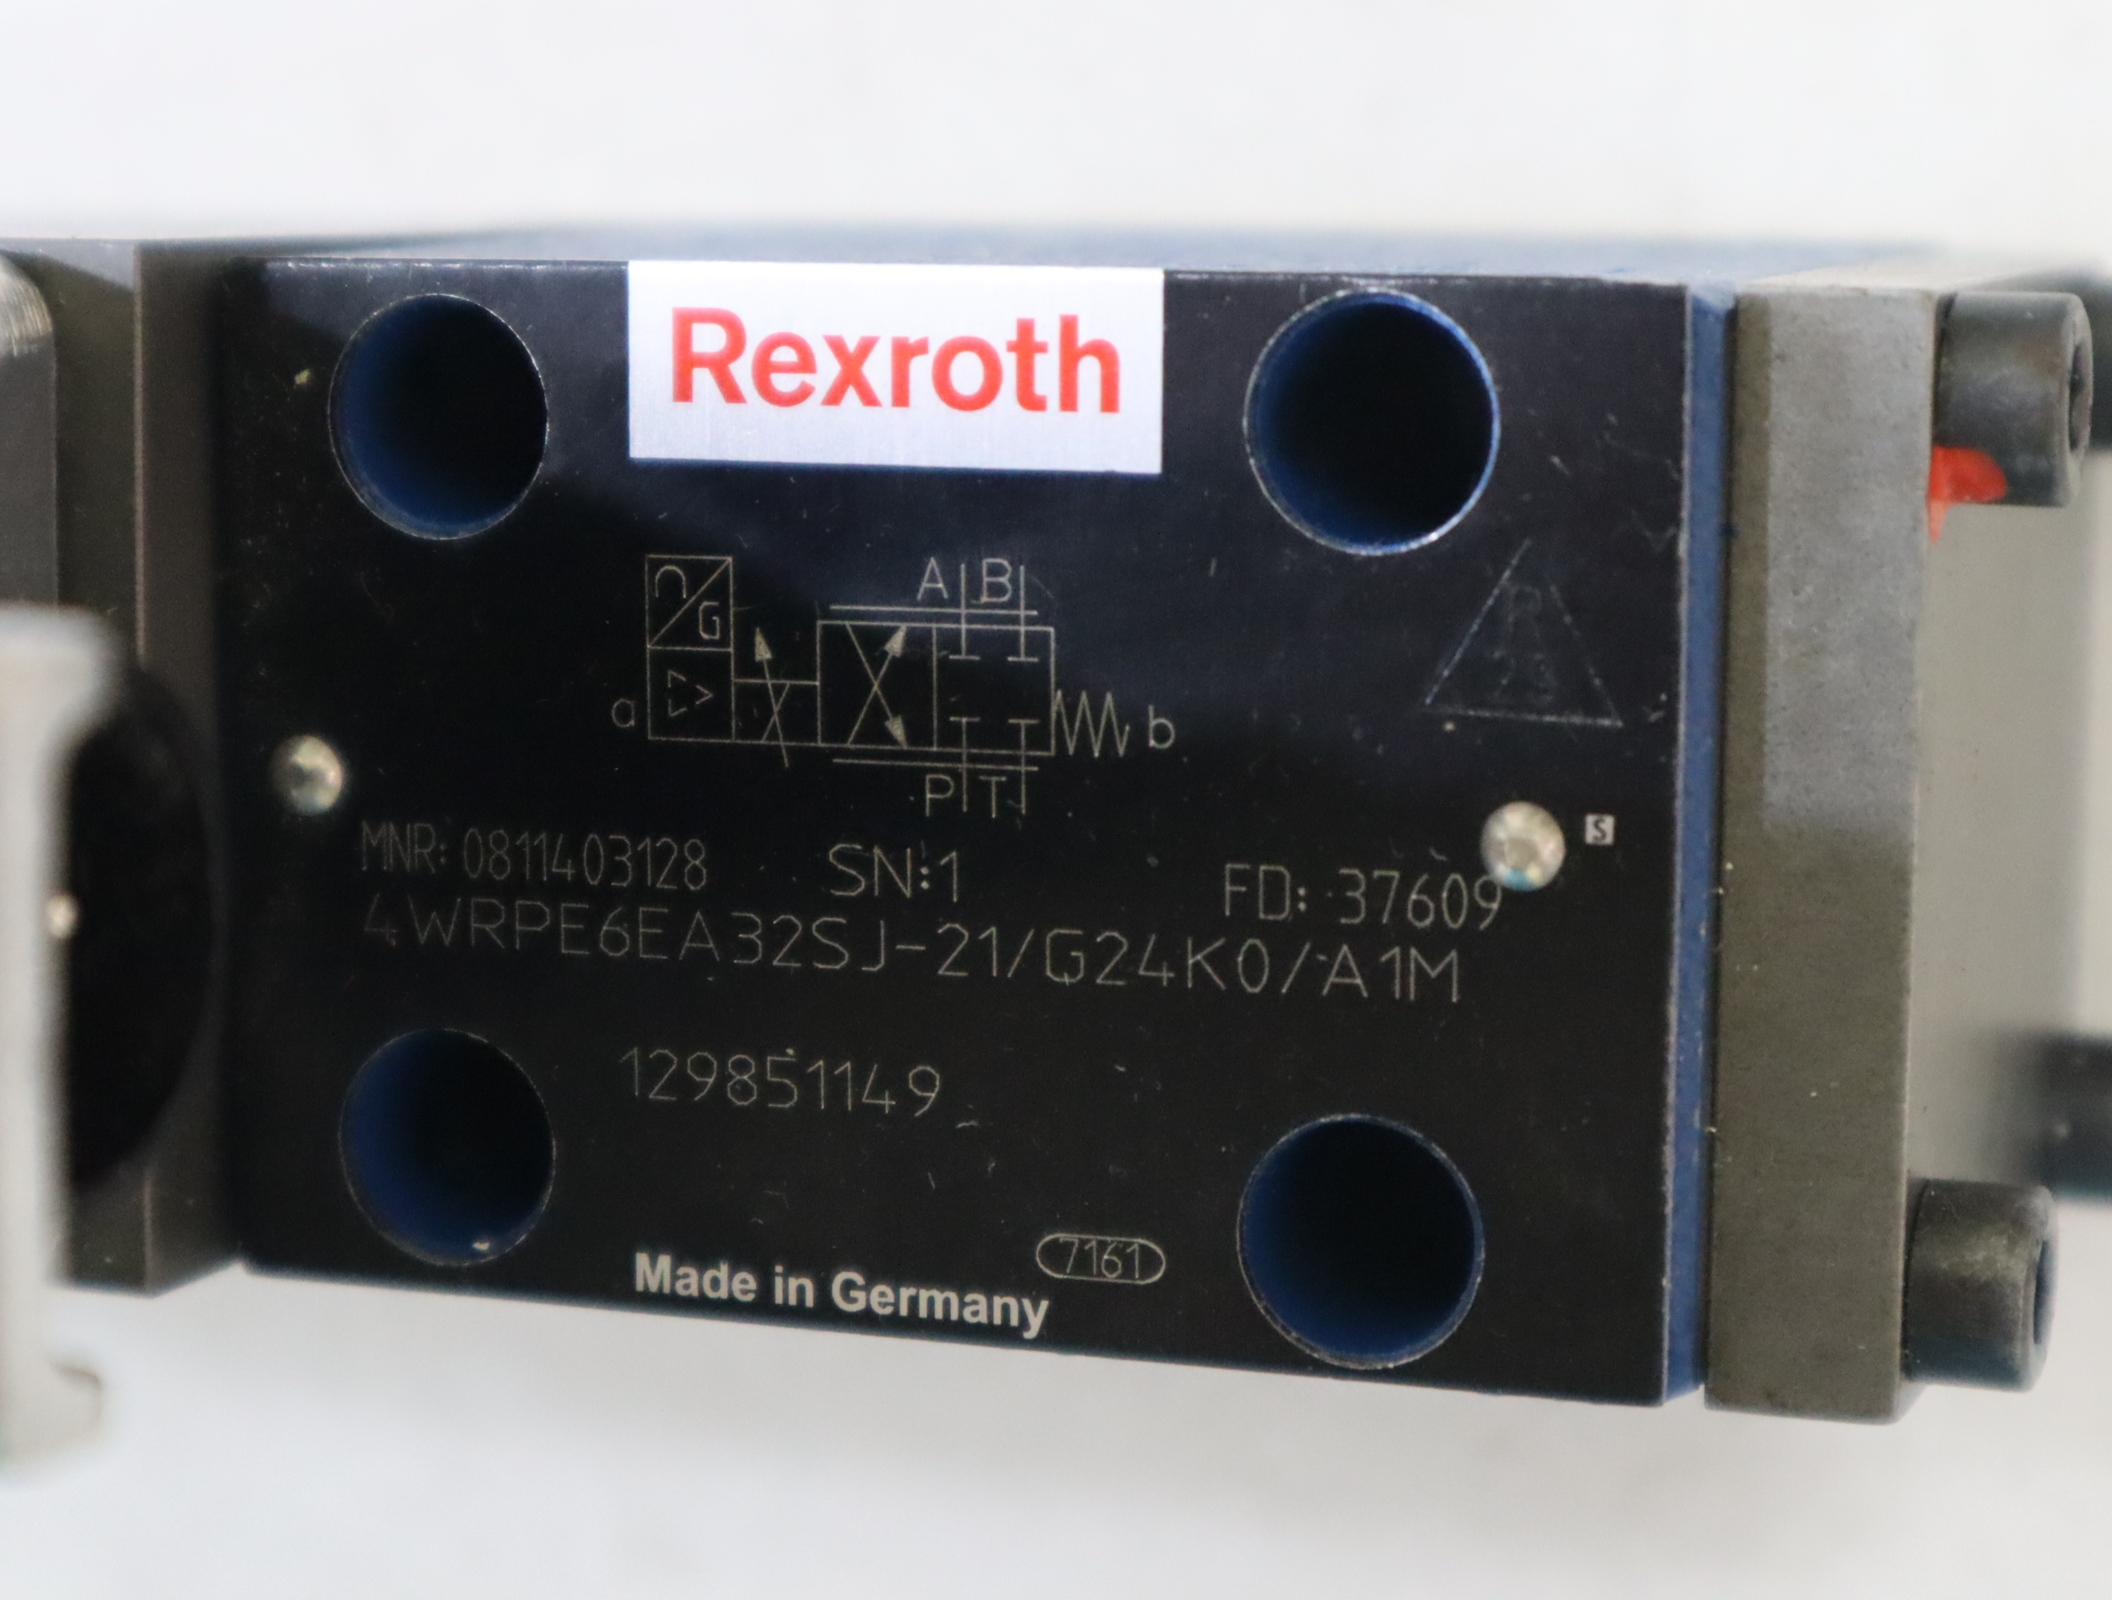 Rexroth
A B
G
a b
P T
S
MNR: 0811403128 SN:1 FD: 37609
4WRPE6EA32SJ-21/G24K0/A1M
129851149
7161
Made in Germany